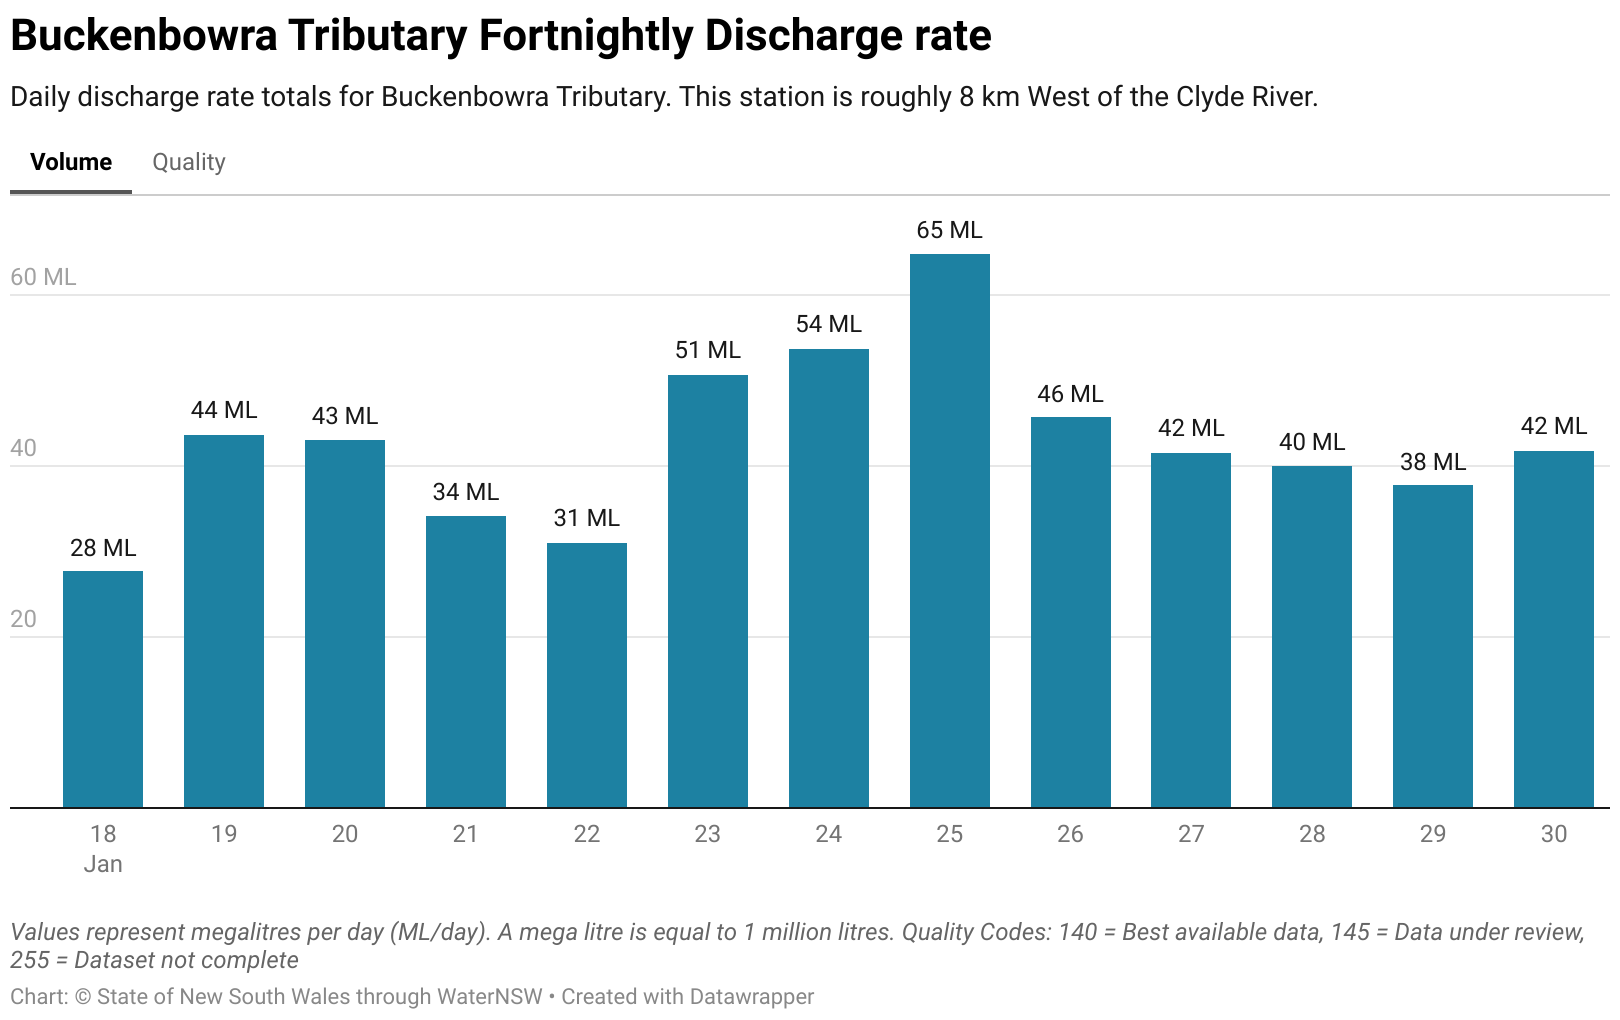 Buckenbowra Tributary Fortnightly Discharge rate
Daily discharge rate totals for Buckenbowra Tributary. This station is roughly 8 km West of the Clyde River.
Volume Quality
65 ML
60 ML
54 ML
51 ML
46 ML
44 ML
43 ML
42 ML
42 ML
40 ML
40
38 ML
34 ML
31 ML
28 ML
20
18 19 20 21 22 23 24 25 26 27 28 29 30
Jan
Values represent megalitres per day (ML/day). A mega litre is equal to 1 million litres. Quality Codes: 140 = Best available data, 145 = Data under review,
255 = Dataset not complete
Chart: © State of New South Wales through WaterNSW • Created with Datawrapper